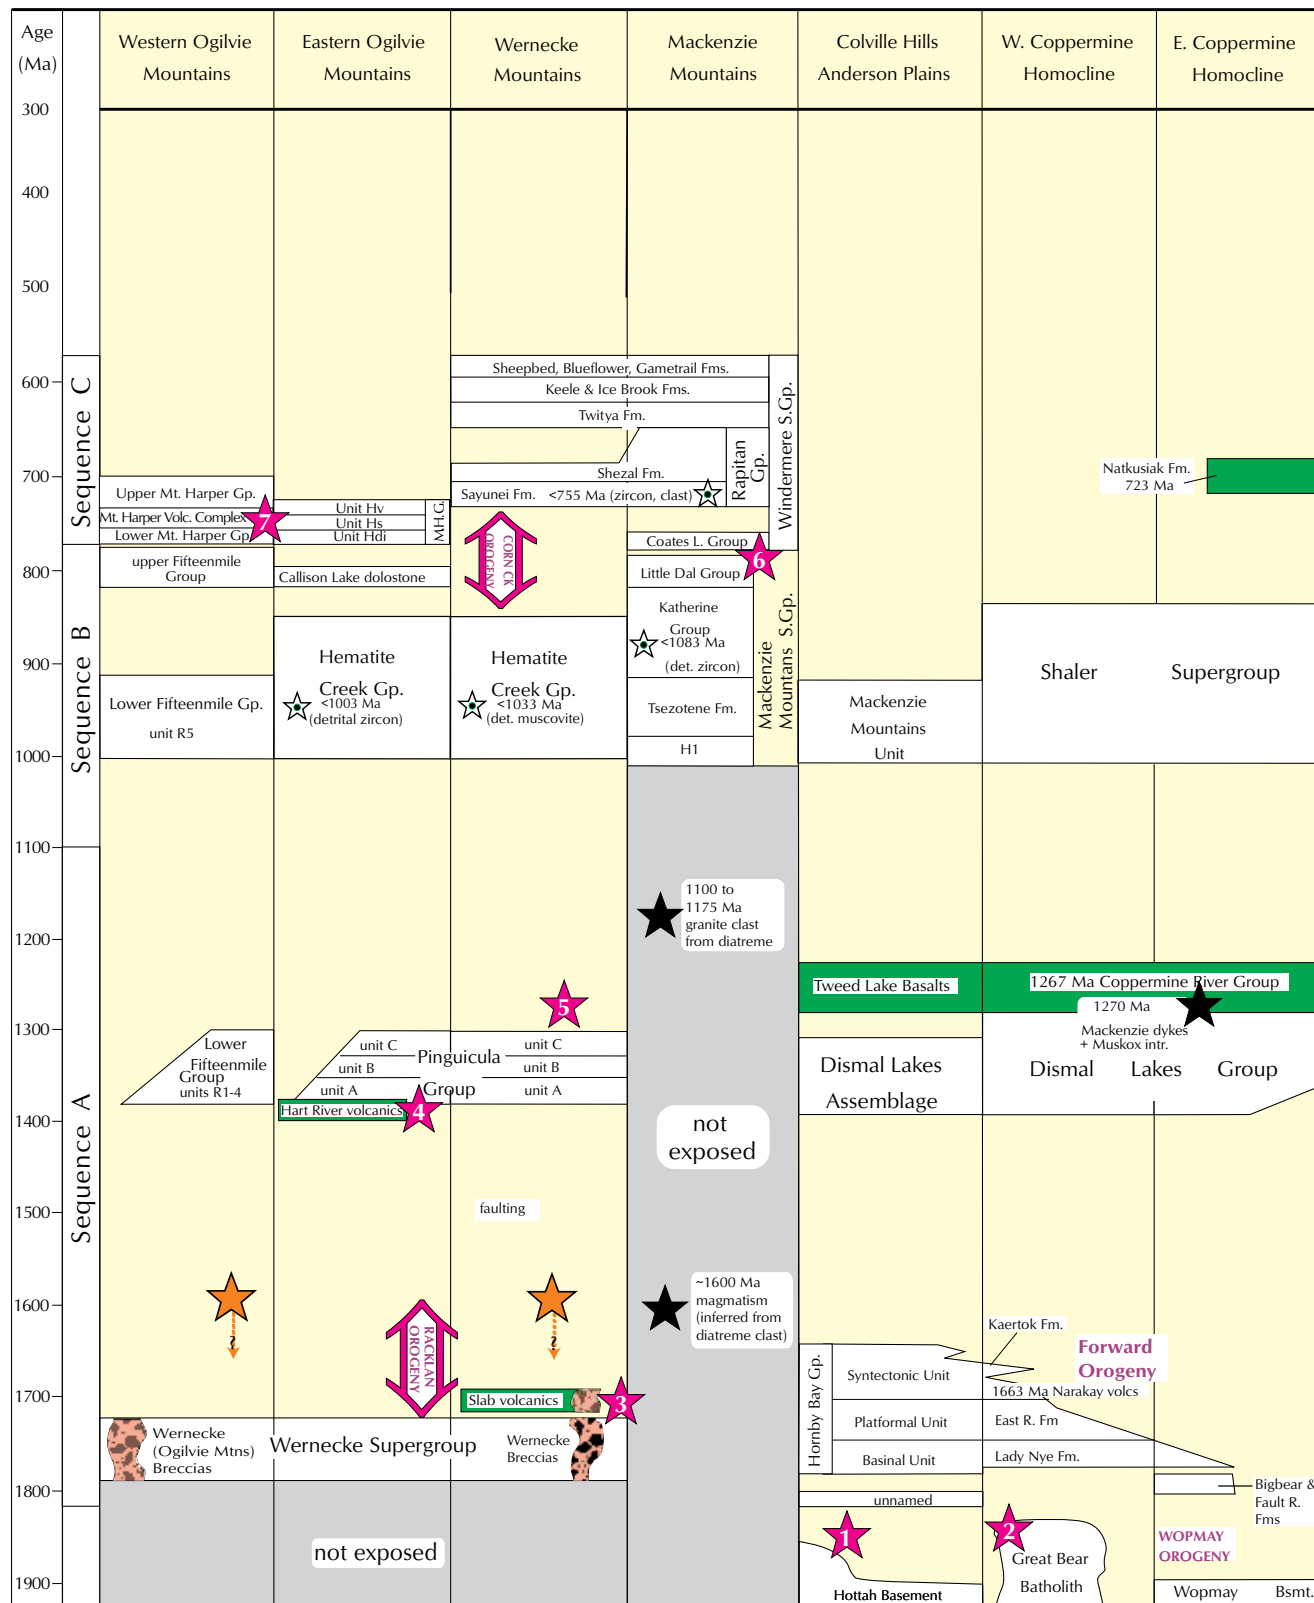 Age
(Ma)
Western Ogilvie
Mountains
Eastern Ogilvie
Mountains
Wernecke
Mountains
Mackenzie
Mountains
Colville Hills
Anderson Plains
W. Coppermine
Homocline
E. Coppermine
Homocline
300
400
500
600
700
800
900
1000
1100
1200
1300
1400
1500
1600
1700
1800
1900
Sequence C
Sequence B
Sequence A
Sheepbed, Blueflower, Gametrail Fms.
Keele & Ice Brook Fms.
Twitya Fm.
Shezal Fm.
Sayunei Fm.
<755 Ma (zircon, clast)
Rapitan
Gp.
Windermere S.Gp.
Natkusiak Fm.
723 Ma
Upper Mt. Harper Gp.
Mt. Harper Volc. Complex
Lower Mt. Harper Gp
7
Unit Hv
Unit Hs
Unit Hdi
MH.G.
CORN CK
OROGENY
Coates L. Group
6
upper Fifteenmile
Group
Callison Lake dolostone
Little Dal Group
Katherine
Group
<1083 Ma
(det. zircon)
Mackenzie
Mountans S.Gp.
Tsezotene Fm.
H1
Lower Fifteenmile Gp.
unit R5
Hematite
Creek Gp.
<1003 Ma
(detrital zircon)
Hematite
Creek Gp.
<1033 Ma
(det. muscovite)
Mackenzie
Mountains
Unit
Shaler
Supergroup
1100 to
1175 Ma
granite clast
from diatreme
Tweed Lake Basalts
1267 Ma Coppermine River Group
1270 Ma
Mackenzie dykes
+ Muskox intr.
5
Lower
Fifteenmile
Group
units R1-4
unit C
unit B
unit A
Pinguicula
Group
unit C
unit B
unit A
Hart River volcanics
4
Dismal Lakes
Assemblage
Dismal
Lakes
Group
not
exposed
faulting
~1600 Ma
magmatism
(inferred from
diatreme clast)
?
?
RACKLAN
OROGENY
Slab volcanics
3
Kaertok Fm.
Forward
Orogeny
Hornby Bay Gp.
Syntectonic Unit
1663 Ma Narakay volcs
Platformal Unit
East R. Fm
Basinal Unit
Lady Nye Fm.
Wernecke
(Ogilvie Mtns)
Breccias
Wernecke Supergroup
Wernecke
Breccias
unnamed
Bigbear &
Fault R.
Fms
not exposed
1
2
WOPMAY
OROGENY
Great Bear
Batholith
Hottah Basement
Wopmay
Bsmt.